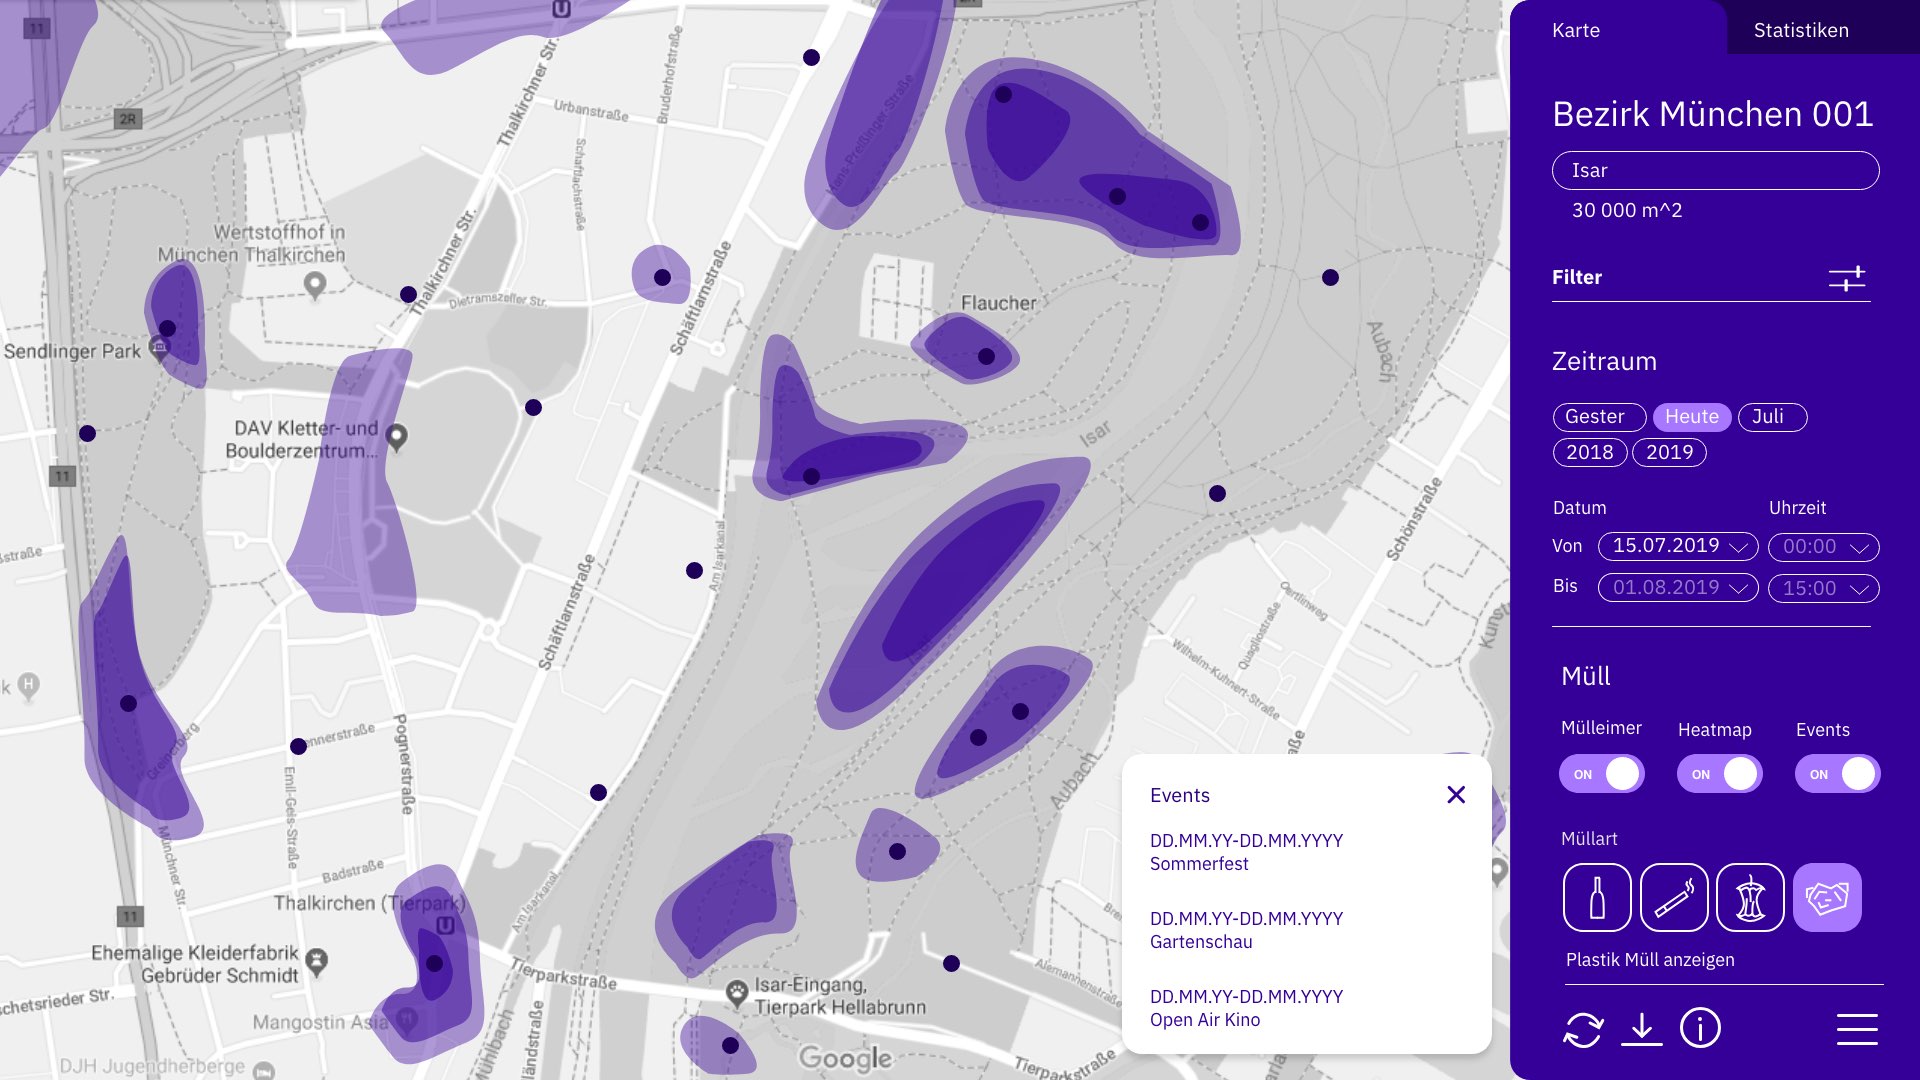 Karte
Statistiken
Bezirk München 001
Isar
30 000 m^2
Filter
Zeitraum
Gester
Heute
Juli
2018
2019
Datum
Uhrzeit
Von
15.07.2019
00:00
Bis
01.08.2019
15:00
Müll
Mülleimer
Heatmap
Events
ON
ON
ON
Müllart
Plastik Müll anzeigen
Events
DD.MM.YY-DD.MM.YYYY
Sommerfest
DD.MM.YY-DD.MM.YYYY
Gartenschau
DD.MM.YY-DD.MM.YYYY
Open Air Kino
11
U
2R
Thalkirchner Str.
Bruderhofstraße
Urbanstraße
Schäftlachstraße
Hans-Preißinger-Straße
Wertstoffhof in
München Thalkirchen
Thalkirchner Str.
Dietramszeller Str.
Schäftlarnstraße
Flaucher
Sendlinger Park
Aubach
DAV Kletter- und
Boulderzentrum...
Isar
11
Am Isarkanal
Schönstraße
Schäftlarnstraße
Oertlinweg
Quagliostraße
Wilhelm-Kuhnert-Straße
H
Greinerberg
Pognerstraße
Emil-Geis-Straße
Aubach
Münchner Str.
Badstraße
Thalkirchen (Tierpark)
U
11
Am Isarkanal
Ehemalige Kleiderfabrik
Gebrüder Schmidt
Tierparkstraße
Isar-Eingang,
Tierpark Hellabrunn
Alemannenstraße
Mangostin Asia
Mühlbach
Google
Tierparkstraße
DJH Jugendherberge